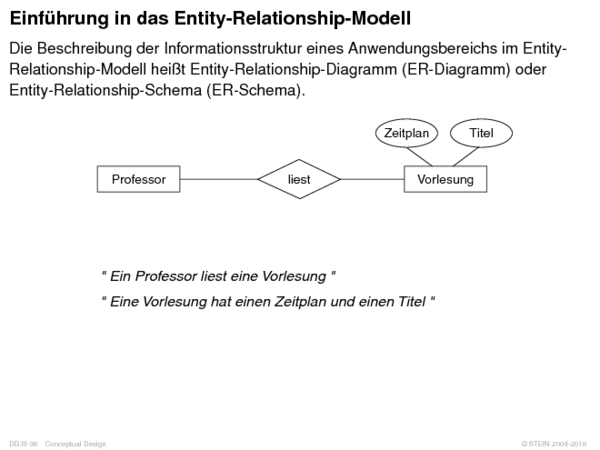 Einführung in das Entity-Relationship-Modell
Die Beschreibung der Informationsstruktur eines Anwendungsbereichs im Entity-
Relationship-Modell heißt Entity-Relationship-Diagramm (ER-Diagramm) oder
Entity-Relationship-Schema (ER-Schema).
Zeitplan Titel
Professor liest Vorlesung
" Ein Professor liest eine Vorlesung "
" Eine Vorlesung hat einen Zeitplan und einen Titel "
DB:III-36 Conceptual Design © STEIN 2004-2018